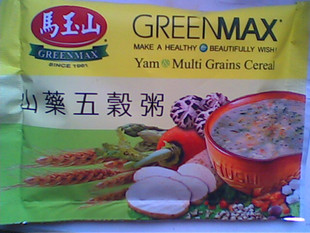 馬玉山
GREENMAX
SINCE 1981
GREENMAX
MAKE A HEALTHY & BEAUTIFULLY WISH!
Yam Multi Grains Cereal
山藥五穀粥